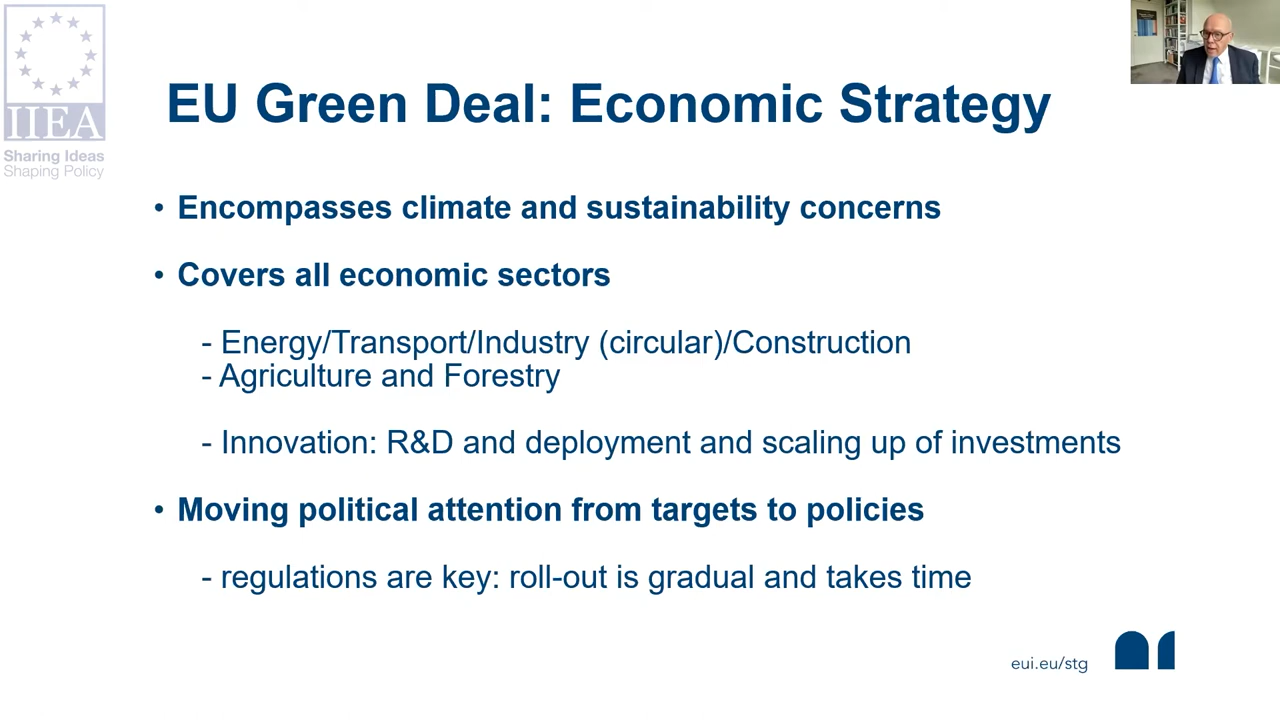 IIEA
Sharing Ideas
Shaping Policy
EU Green Deal: Economic Strategy
• Encompasses climate and sustainability concerns
• Covers all economic sectors
- Energy/Transport/Industry (circular)/Construction
- Agriculture and Forestry
- Innovation: R&D and deployment and scaling up of investments
• Moving political attention from targets to policies
- regulations are key: roll-out is gradual and takes time
eui.eu/stg